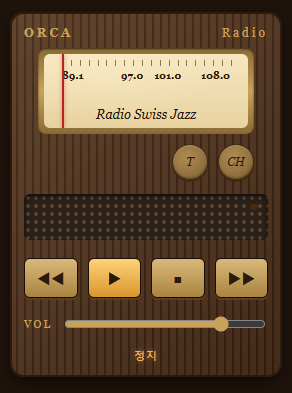 ORCA Radio
89.1 97.0 101.0 108.0
Radio Swiss Jazz
T CH
VOL
정지